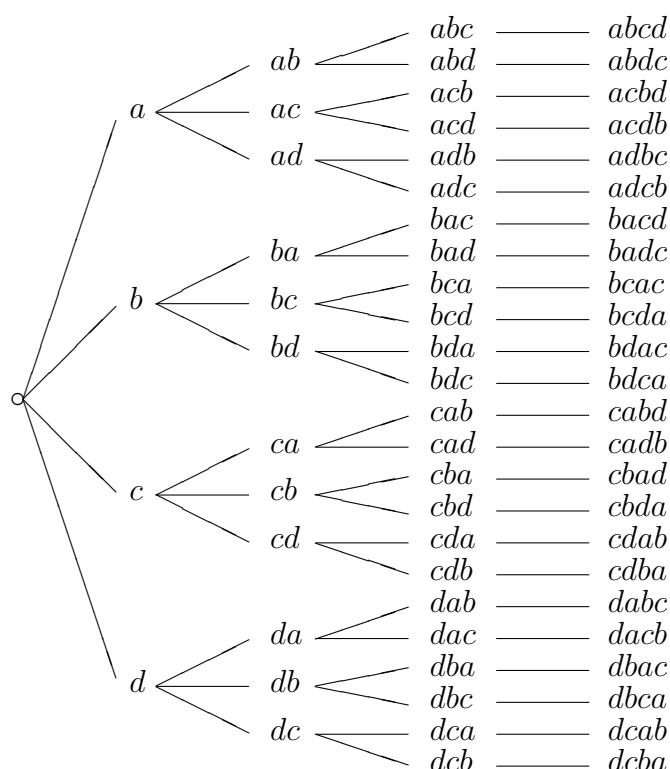 abc abcd
ab abd abdc
acb acbd
a ac
acd acdb
ad adb adbc
adc adcb
bac bacd
ba bad badc
bca bcac
b bc
bcd bcda
bd bda bdac
bdc bdca
cab cabd
ca cad cadb
cba cbad
c cb
cbd cbda
cd cda cdab
cdb cdba
dab dabc
da dac dacb
dba dbac
d db
dbc dbca
dc dca dcab
dcb dcba